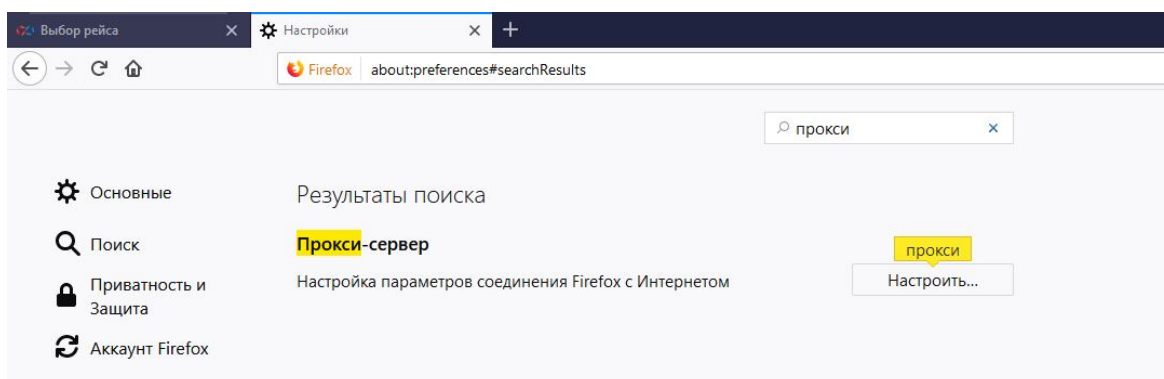 Выбор рейса
Настройки
Firefox about:preferences#searchResults
прокси
Основные
Поиск
Приватность и
Защита
Аккаунт Firefox
Результаты поиска
Прокси-сервер
Настройка параметров соединения Firefox с Интернетом
прокси
Настроить...